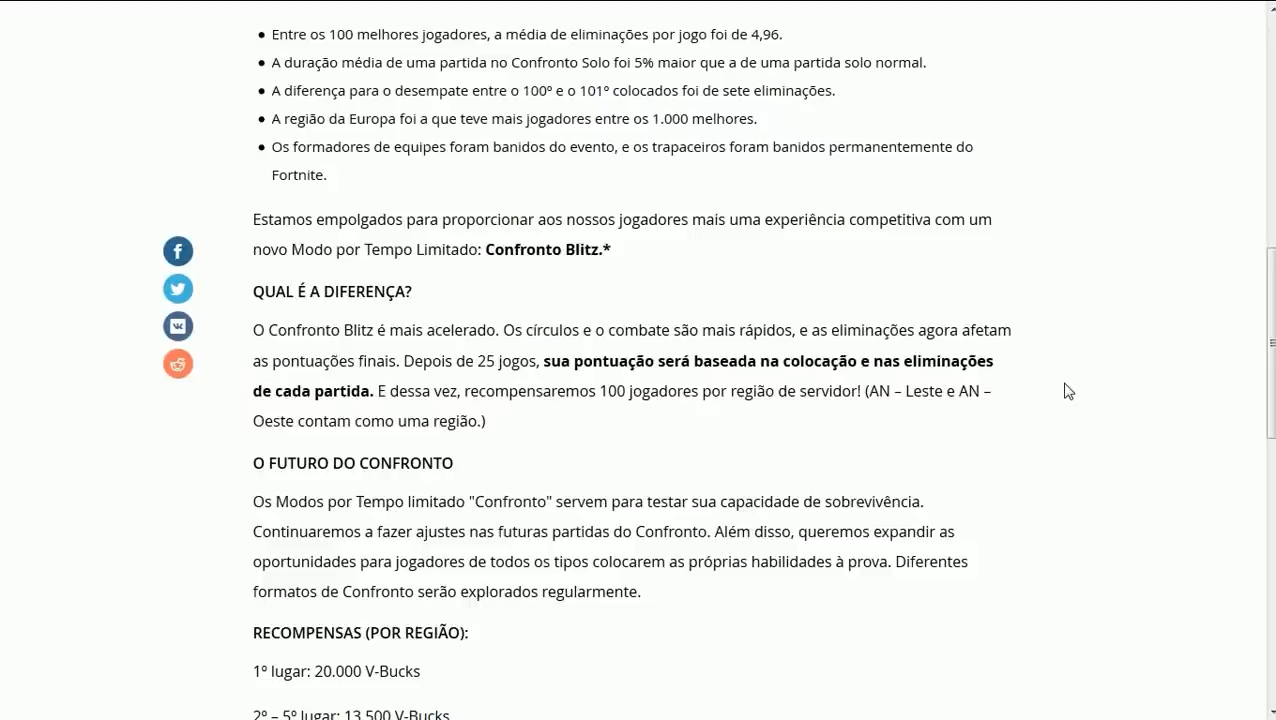 Entre os 100 melhores jogadores, a média de eliminações por jogo foi de 4,96.
A duração média de uma partida no Confronto Solo foi 5% maior que a de uma partida solo normal.
A diferença para o desempate entre o 100º e o 101º colocados foi de sete eliminações.
A região da Europa foi a que teve mais jogadores entre os 1.000 melhores.
Os formadores de equipes foram banidos do evento, e os trapaceiros foram banidos permanentemente do
Fortnite.
Estamos empolgados para proporcionar aos nossos jogadores mais uma experiência competitiva com um
novo Modo por Tempo Limitado: Confronto Blitz.*
QUAL É A DIFERENÇA?
O Confronto Blitz é mais acelerado. Os círculos e o combate são mais rápidos, e as eliminações agora afetam
as pontuações finais. Depois de 25 jogos, sua pontuação será baseada na colocação e nas eliminações
de cada partida. E dessa vez, recompensaremos 100 jogadores por região de servidor! (AN – Leste e AN –
Oeste contam como uma região.)
O FUTURO DO CONFRONTO
Os Modos por Tempo limitado "Confronto" servem para testar sua capacidade de sobrevivência.
Continuaremos a fazer ajustes nas futuras partidas do Confronto. Além disso, queremos expandir as
oportunidades para jogadores de todos os tipos colocarem as próprias habilidades à prova. Diferentes
formatos de Confronto serão explorados regularmente.
RECOMPENSAS (POR REGIÃO):
1º lugar: 20.000 V-Bucks
2º – 5º lugar: 13.500 V-Bucks